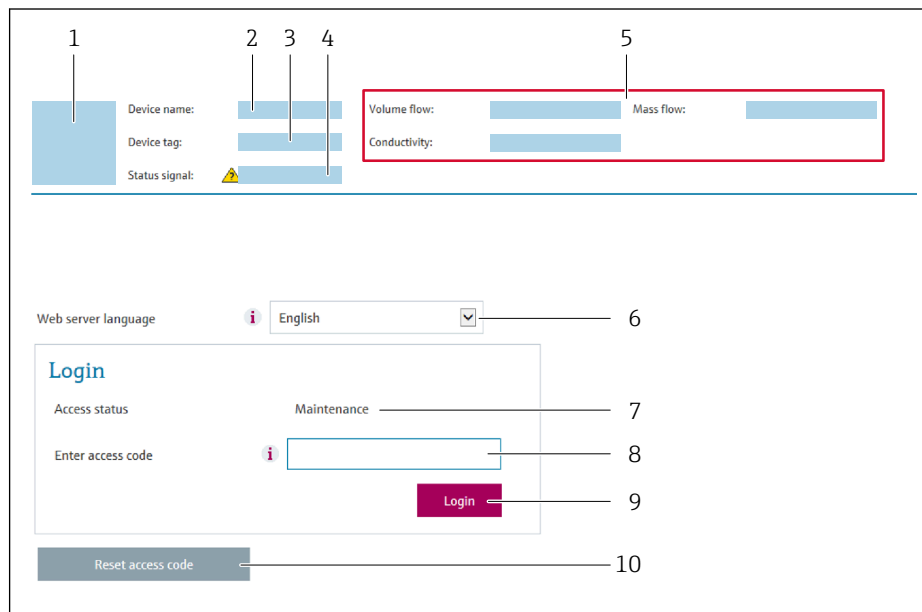 1 2 3 4 5
Device name: Volume flow: Mass flow:
Device tag: Conductivity:
Status signal: ?
Web server language i English 6
Login
Access status Maintenance 7
Enter access code i 8
Login 9
Reset access code 10